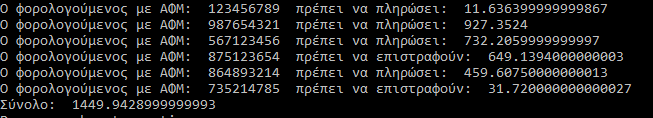 Ο φορολογούμενος με ΑΦΜ:  123456789  πρέπει να πληρώσει:  11.636399999999867
Ο φορολογούμενος με ΑΦΜ:  987654321  πρέπει να πληρώσει:  927.3524
Ο φορολογούμενος με ΑΦΜ:  567123456  πρέπει να πληρώσει:  732.2059999999997
Ο φορολογούμενος με ΑΦΜ:  875123654  πρέπει να επιστραφούν:  649.1394000000003
Ο φορολογούμενος με ΑΦΜ:  864893214  πρέπει να πληρώσει:  459.60750000000013
Ο φορολογούμενος με ΑΦΜ:  735214785  πρέπει να επιστραφούν:  31.720000000000027
Σύνολο:  1449.9428999999993